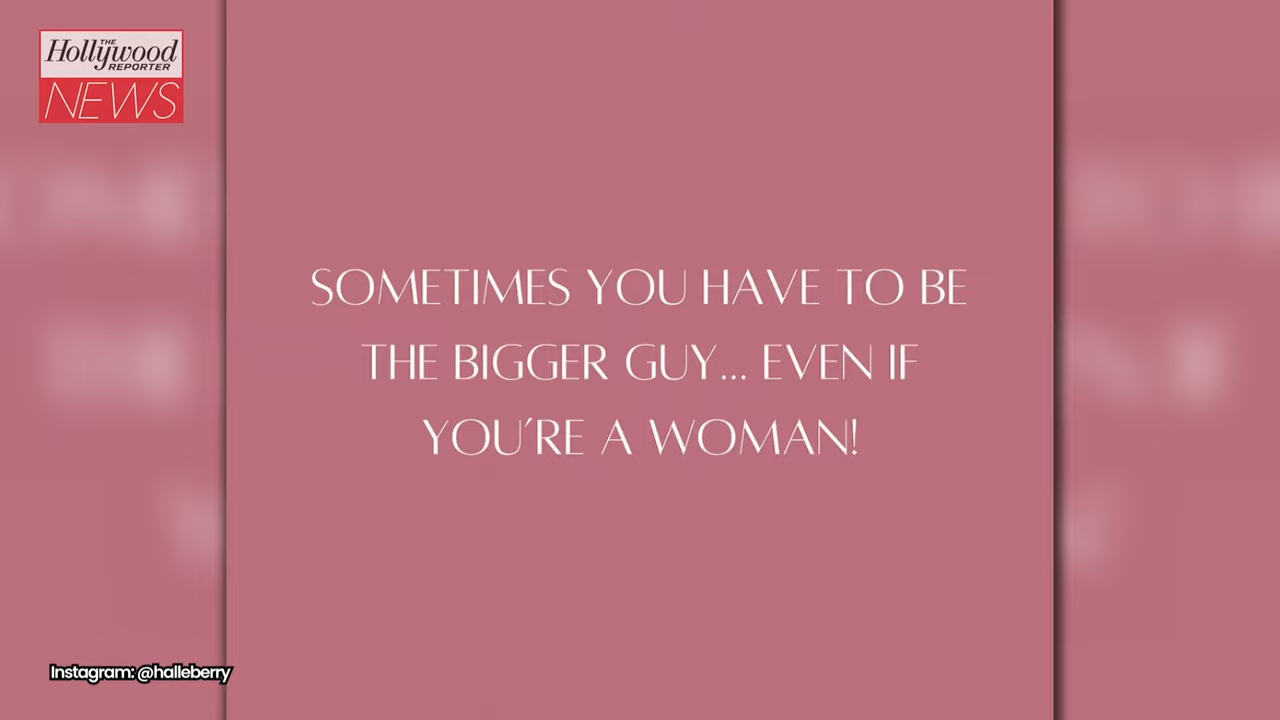 THE
Hollywood
REPORTER
NEWS
SOMETIMES YOU HAVE TO BE
THE BIGGER GUY... EVEN IF
YOU'RE A WOMAN!
Instagram: @halleberry